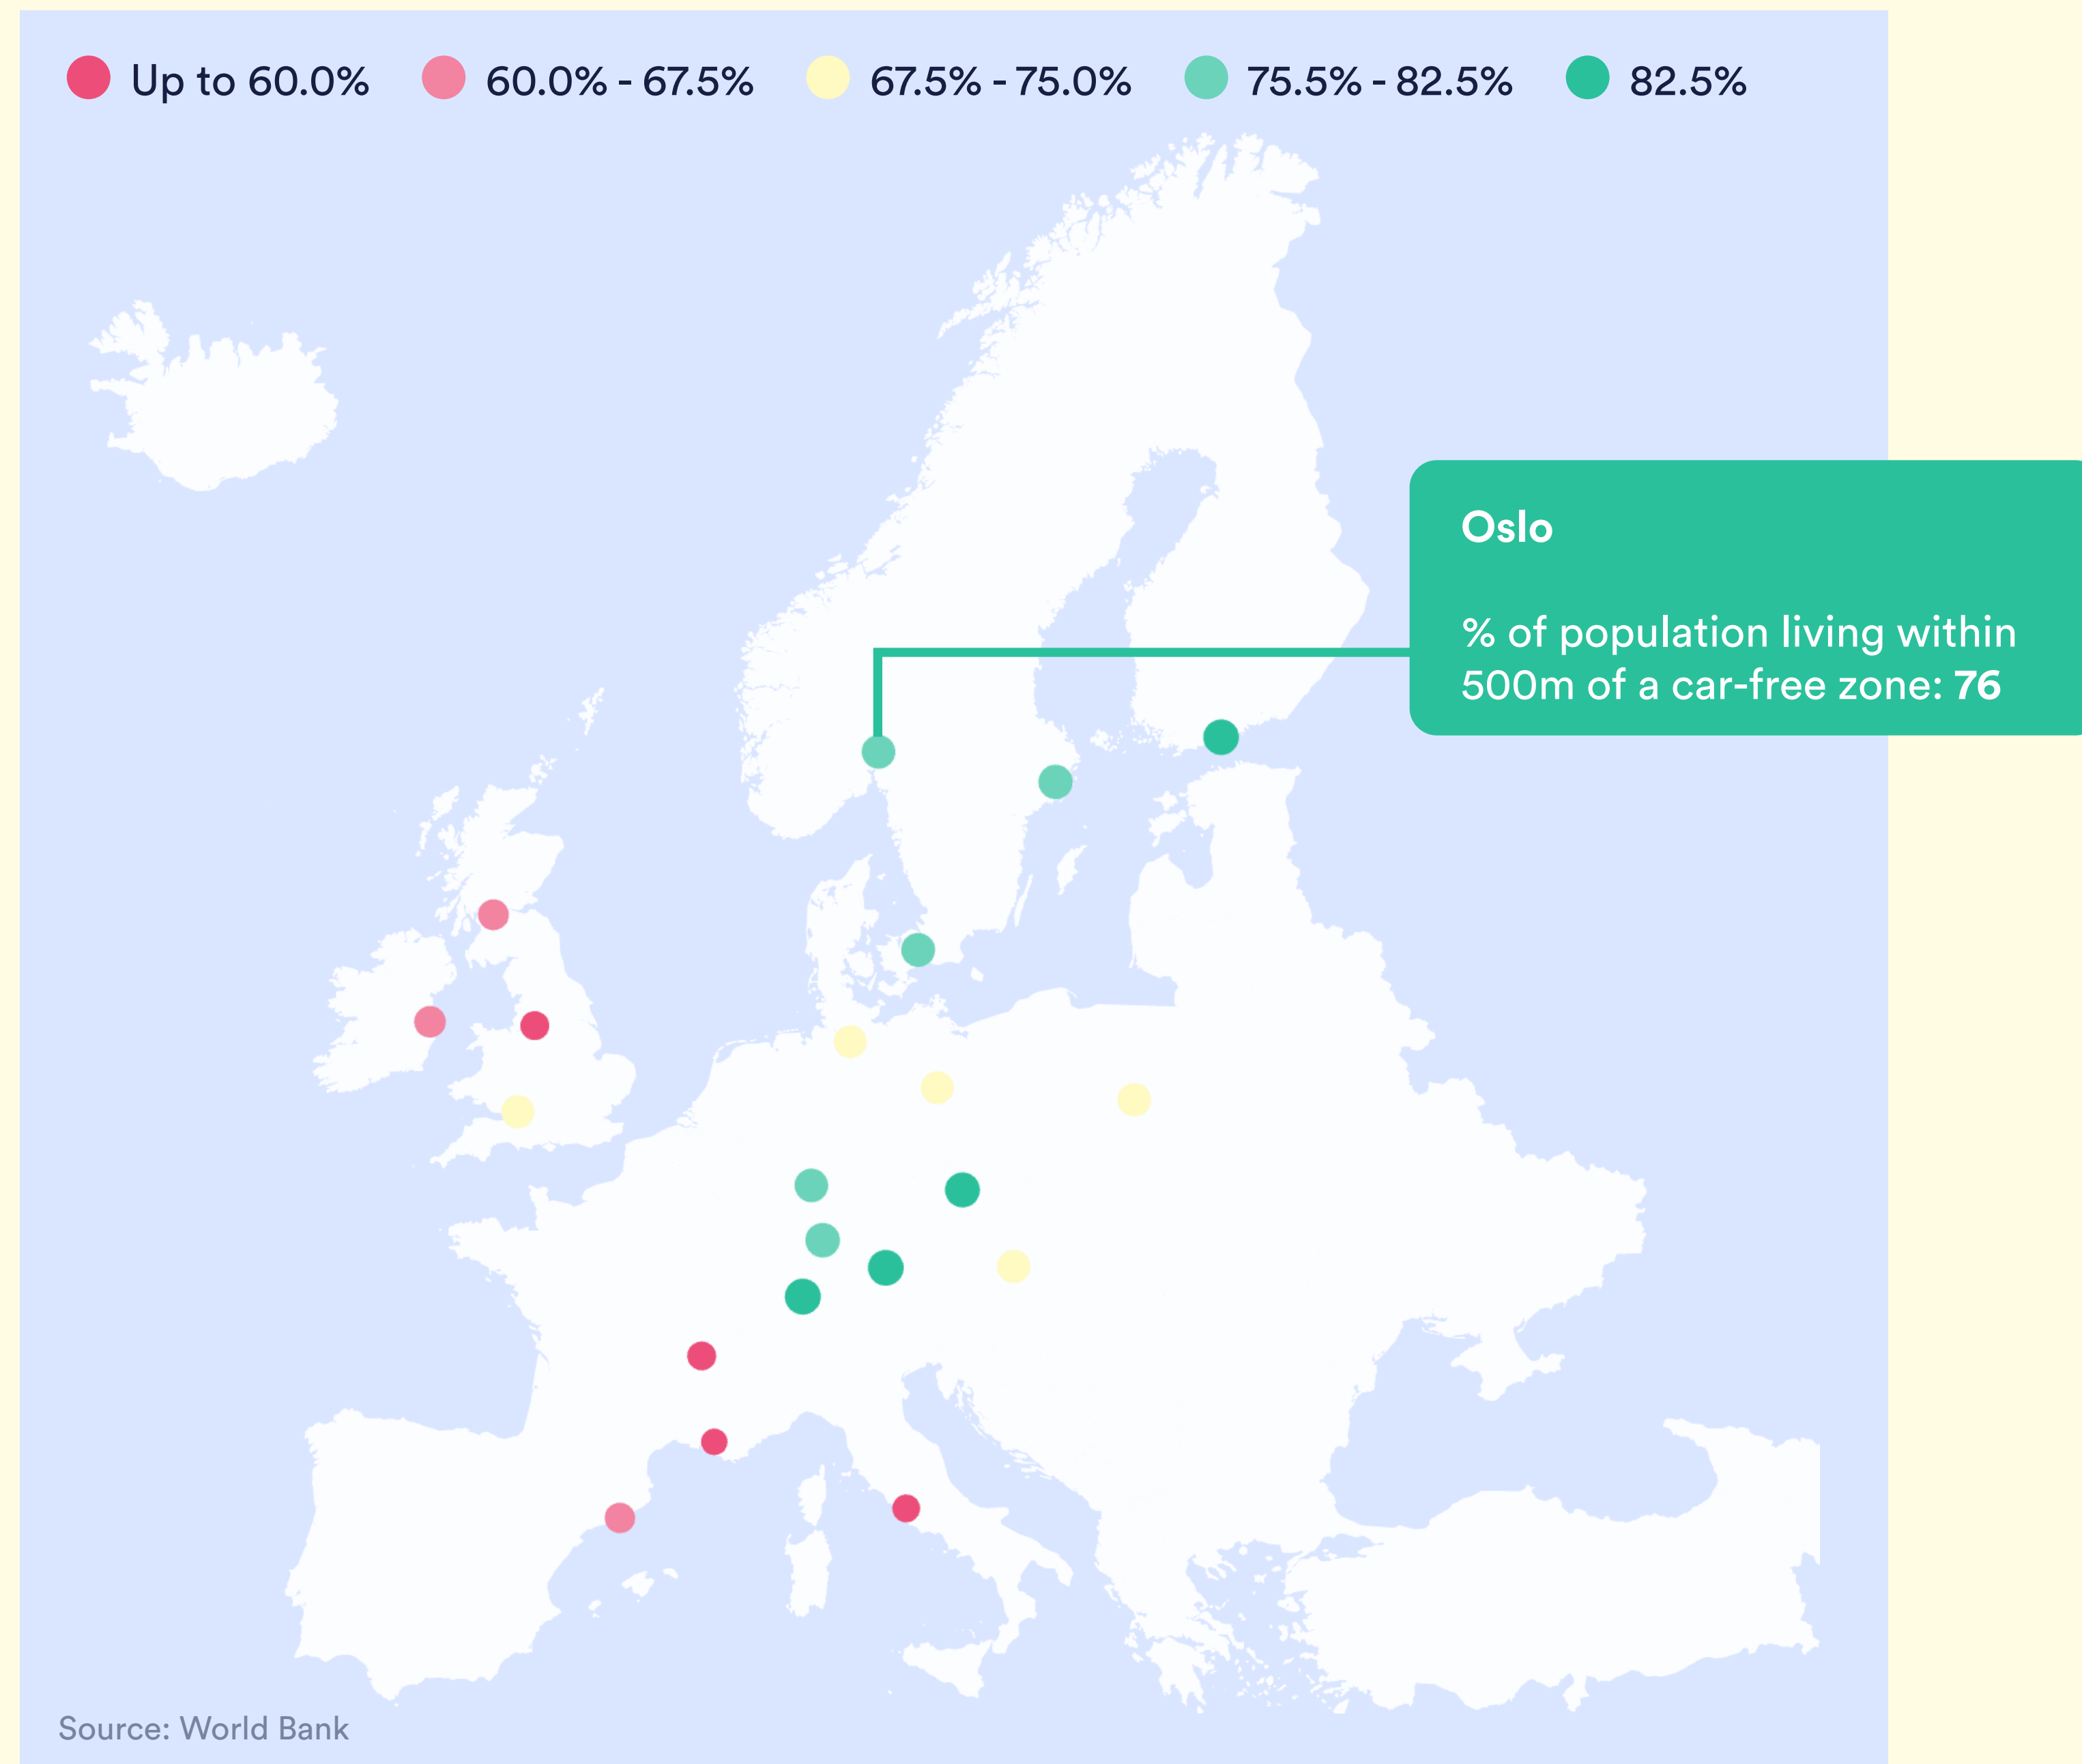 Up to 60.0% 60.0% - 67.5% 67.5% - 75.0% 75.5% - 82.5% 82.5%
Oslo
% of population living within
500m of a car-free zone: 76
Source: World Bank